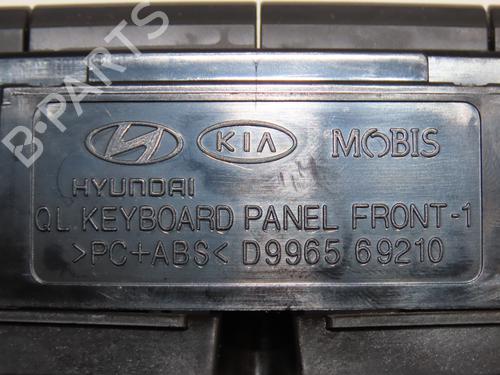 B-PARTS
HYUNDAI KIA MOBIS
QL KEYBOARD PANEL FRONT-1
>PC+ABS< D9965 69210